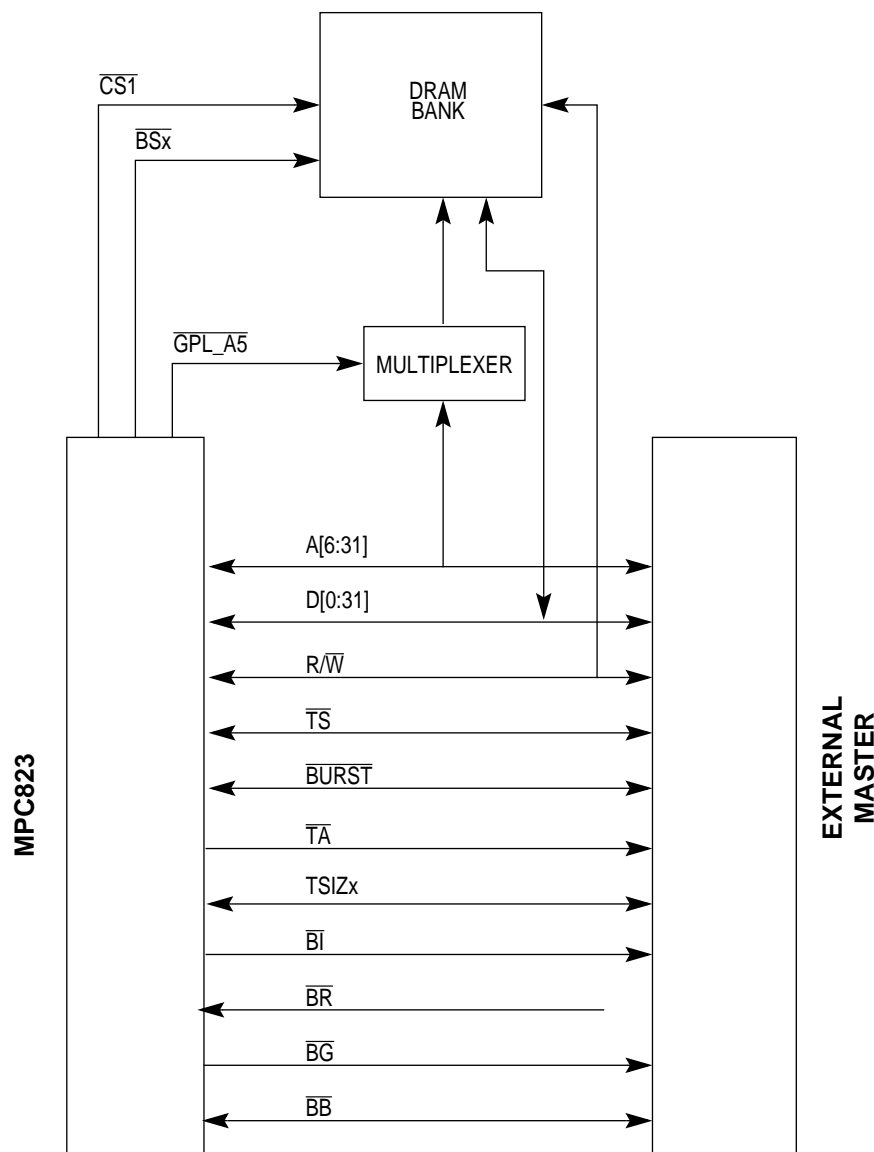 CS1
DRAM
BANK
BSx
GPL_A5
MULTIPLEXER
A[6:31]
D[0:31]
R/W
TS
BURST
TA
TSIZx
BI
BR
BG
BB
MPC823
EXTERNAL
MASTER